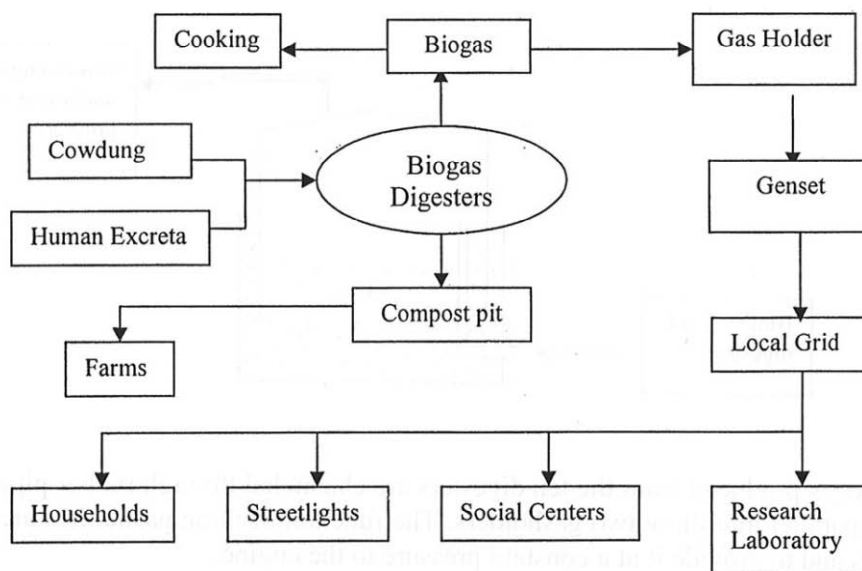 Cooking
Biogas
Gas Holder
Cowdung
Biogas
Digesters
Genset
Human Excreta
Compost pit
Local Grid
Farms
Households
Streetlights
Social Centers
Research
Laboratory